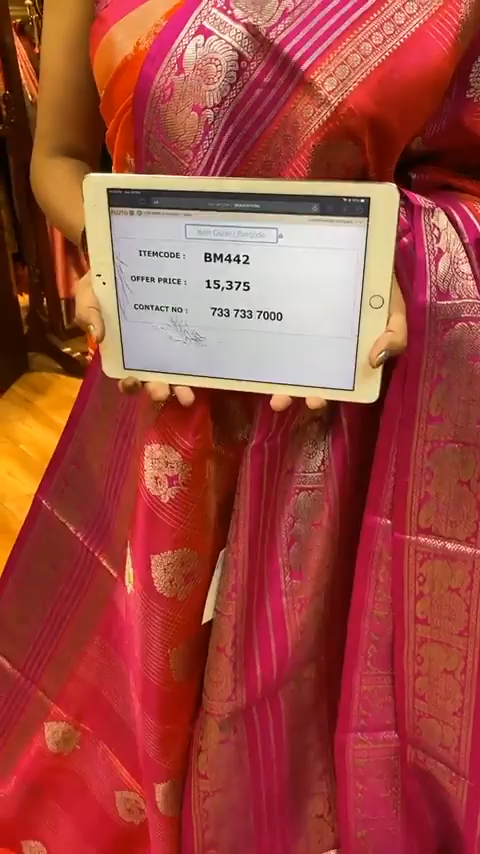 Item Code / Barcode
ITEMCODE : BM442
OFFER PRICE : 15,375
CONTACT NO : 733 733 7000